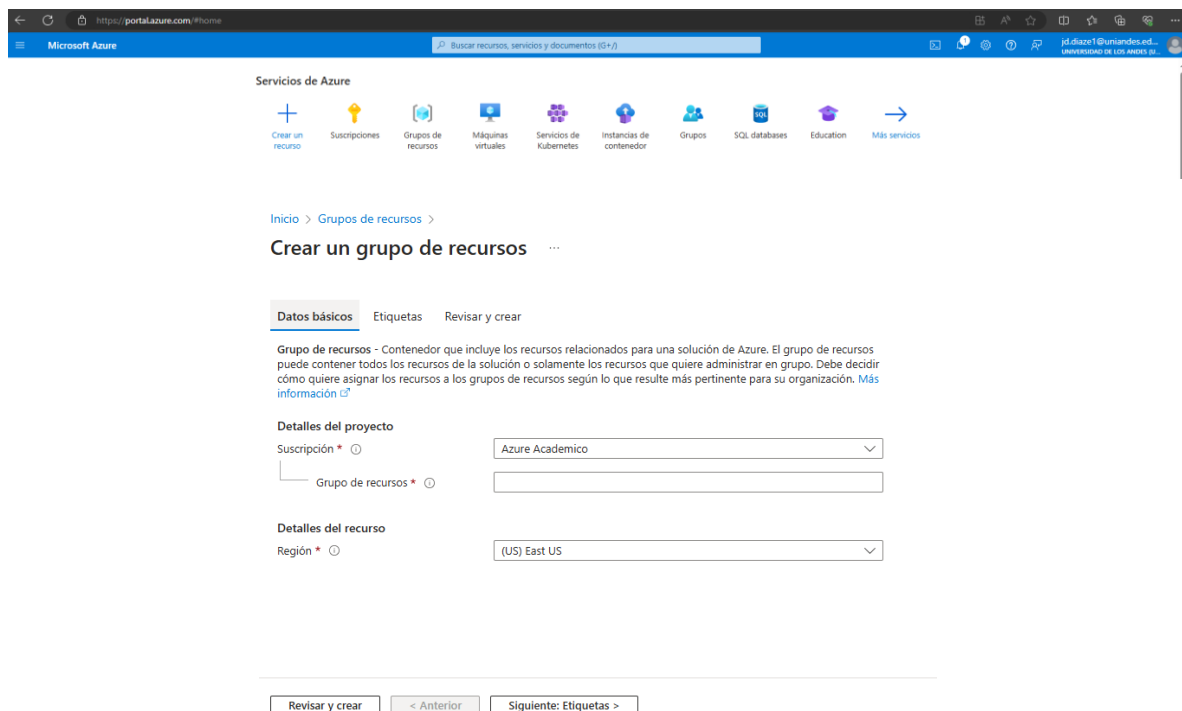 https://portal.azure.com/#home
Microsoft Azure
Buscar recursos, servicios y documentos (G+/)
1
jd.diaze1@uniandes.ed...
UNIVERSIDAD DE LOS ANDES (U...
Servicios de Azure
Crear un recurso
Suscripciones
Grupos de recursos
Máquinas virtuales
Servicios de Kubernetes
Instancias de contenedor
Grupos
SQL
SQL databases
Education
Más servicios
Inicio > Grupos de recursos >
Crear un grupo de recursos ...
Datos básicos Etiquetas Revisar y crear
Grupo de recursos - Contenedor que incluye los recursos relacionados para una solución de Azure. El grupo de recursos
puede contener todos los recursos de la solución o solamente los recursos que quiere administrar en grupo. Debe decidir
cómo quiere asignar los recursos a los grupos de recursos según lo que resulte más pertinente para su organización. Más
información
Detalles del proyecto
Suscripción * Azure Academico
Grupo de recursos *
Detalles del recurso
Región * (US) East US
Revisar y crear < Anterior Siguiente: Etiquetas >